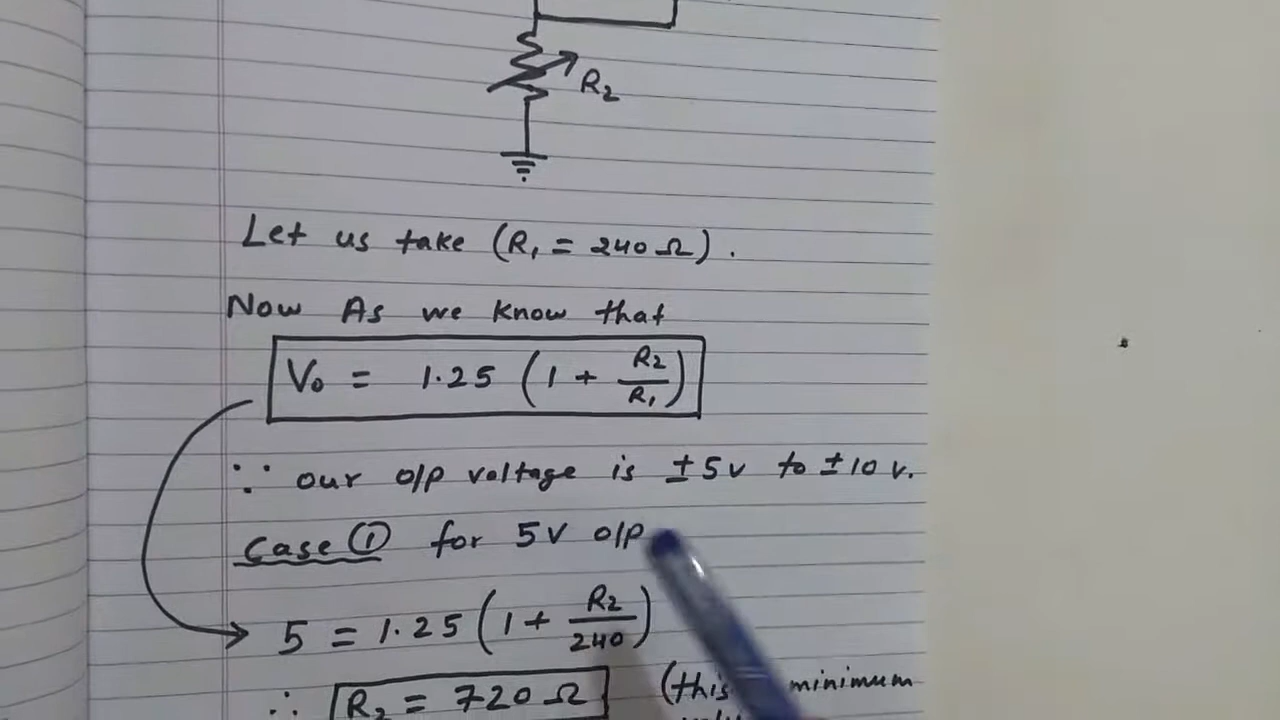 R₂
Let us take (R₁ = 240 Ω).
Now As we know that
V₀ = 1.25 (1 + R₂/R₁)
∵ our o/p voltage is ±5v to ±10 v.
Case ① for 5V o/p
5 = 1.25 (1 + R₂/240)
∴ R₂ = 720 Ω (this minimum